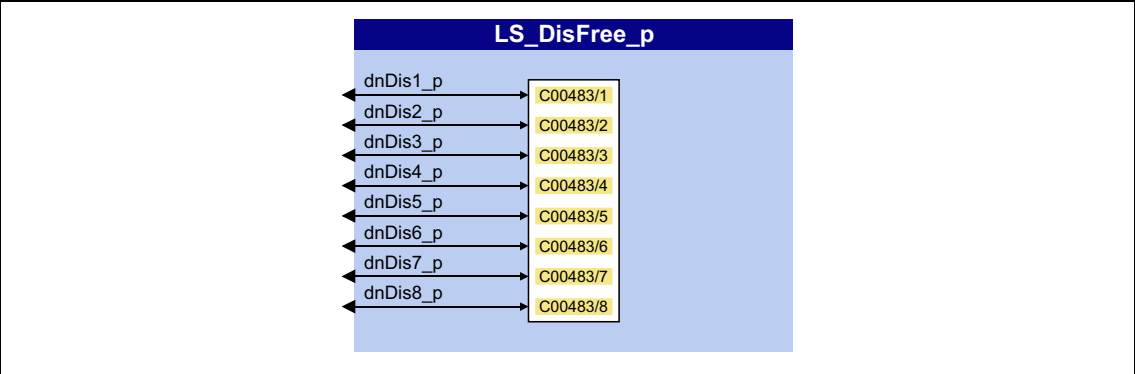 LS_DisFree_p
dnDis1_p
C00483/1
dnDis2_p
C00483/2
dnDis3_p
C00483/3
dnDis4_p
C00483/4
dnDis5_p
C00483/5
dnDis6_p
C00483/6
dnDis7_p
C00483/7
dnDis8_p
C00483/8